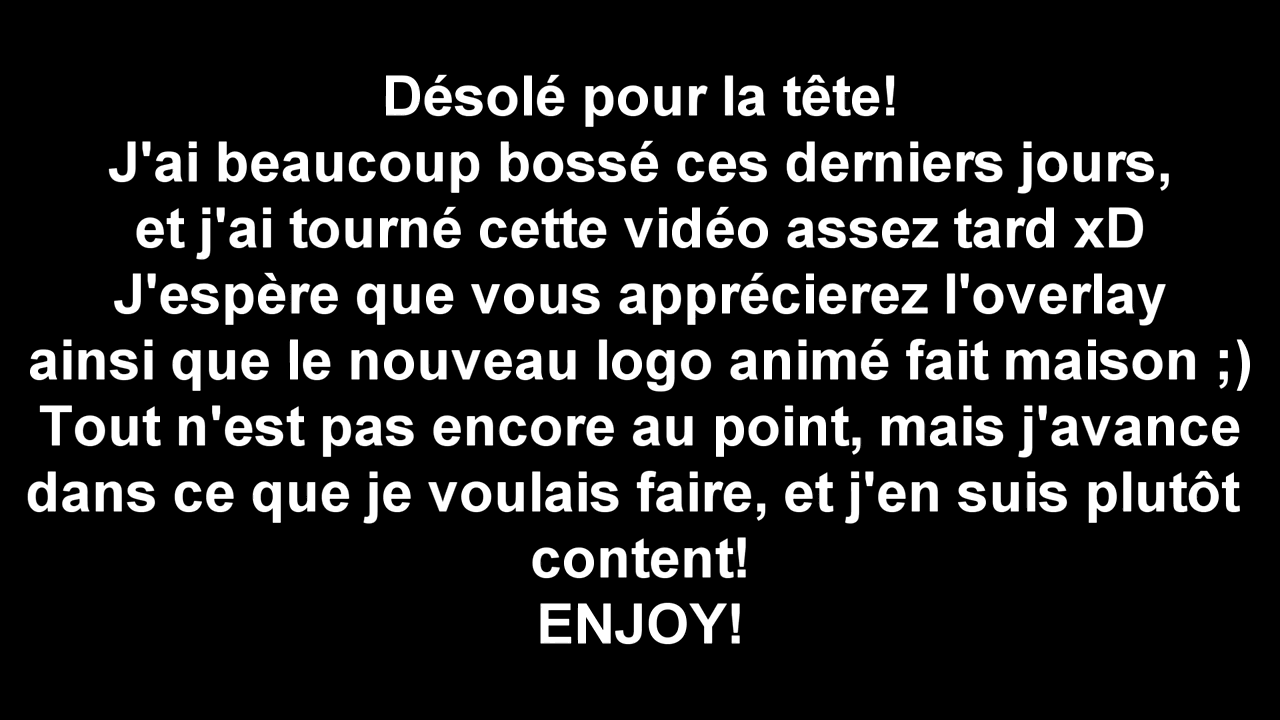 Désolé pour la tête!
J'ai beaucoup bossé ces derniers jours,
et j'ai tourné cette vidéo assez tard xD
J'espère que vous apprécierez l'overlay
ainsi que le nouveau logo animé fait maison ;)
Tout n'est pas encore au point, mais j'avance
dans ce que je voulais faire, et j'en suis plutôt
content!
ENJOY!